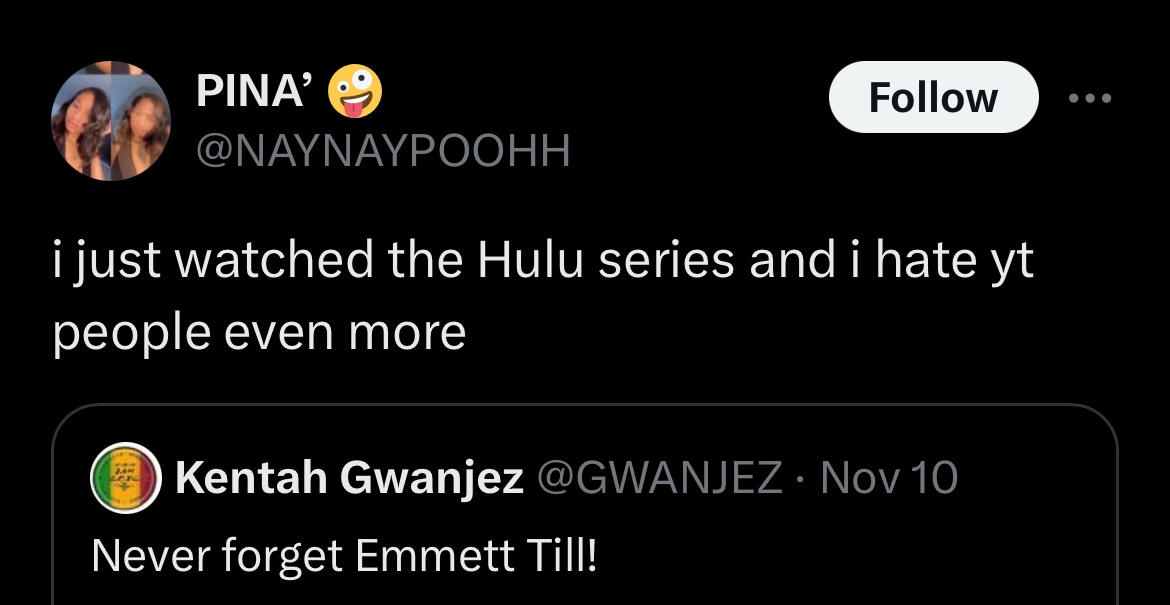 PINA’ 🤪
@NAYNAYPOOHH
Follow
i just watched the Hulu series and i hate yt
people even more
Kentah Gwanjez @GWANJEZ · Nov 10
Never forget Emmett Till!